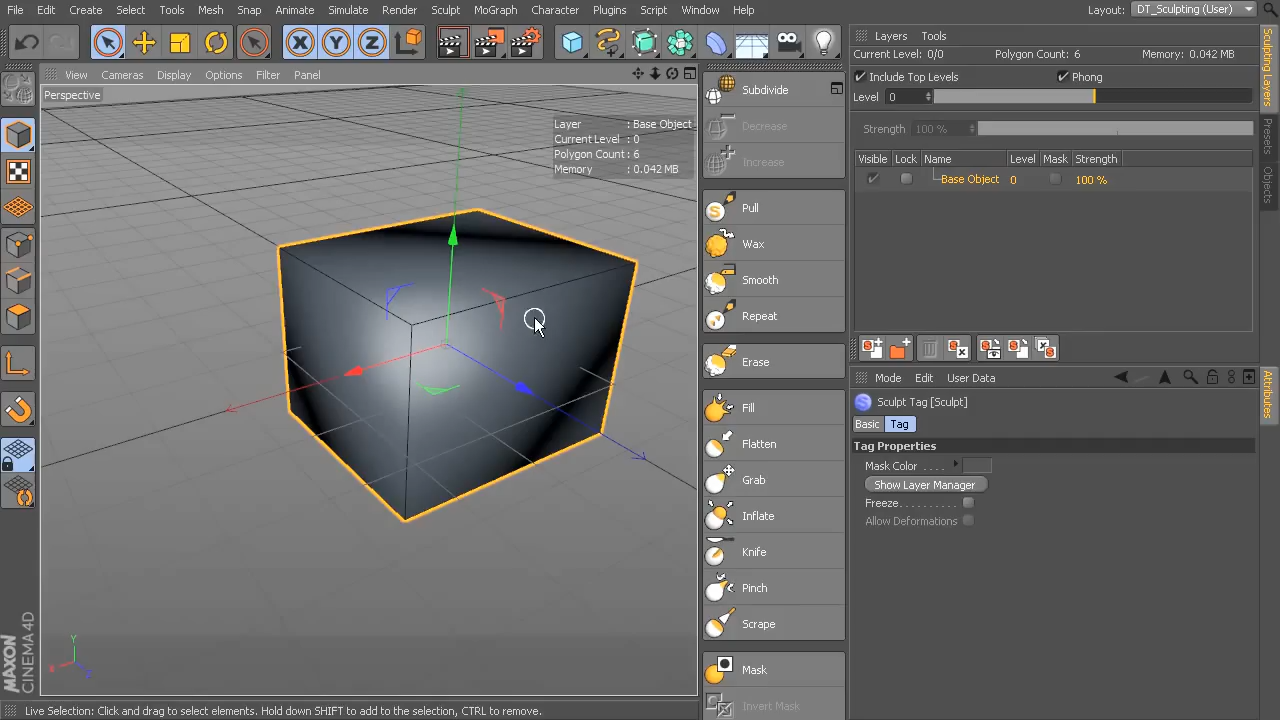 File Edit Create Select Tools Mesh Snap Animate Simulate Render Sculpt MoGraph Character Plugins Script Window Help
Layout: DT_Sculpting (User)
X Y Z
View Cameras Display Options Filter Panel
Perspective
Layer : Base Object
Current Level : 0
Polygon Count : 6
Memory : 0.042 MB
Y
MAXON
CINEMA 4D
Live Selection: Click and drag to select elements. Hold down SHIFT to add to the selection, CTRL to remove.
Subdivide
Decrease
Increase
Pull
Wax
Smooth
Repeat
Erase
Fill
Flatten
Grab
Inflate
Knife
Pinch
Scrape
Mask
Invert Mask
Layers Tools
Current Level: 0/0 Polygon Count: 6 Memory: 0.042 MB
Include Top Levels Phong
Level 0
Strength 100 %
Visible Lock Name Level Mask Strength
Base Object 0 100 %
Mode Edit User Data
Sculpt Tag [Sculpt]
Basic Tag
Tag Properties
Mask Color . . . .
Show Layer Manager
Freeze. . . . . . . . . .
Allow Deformations
Sculpting Layers
Presets
Objects
Attributes